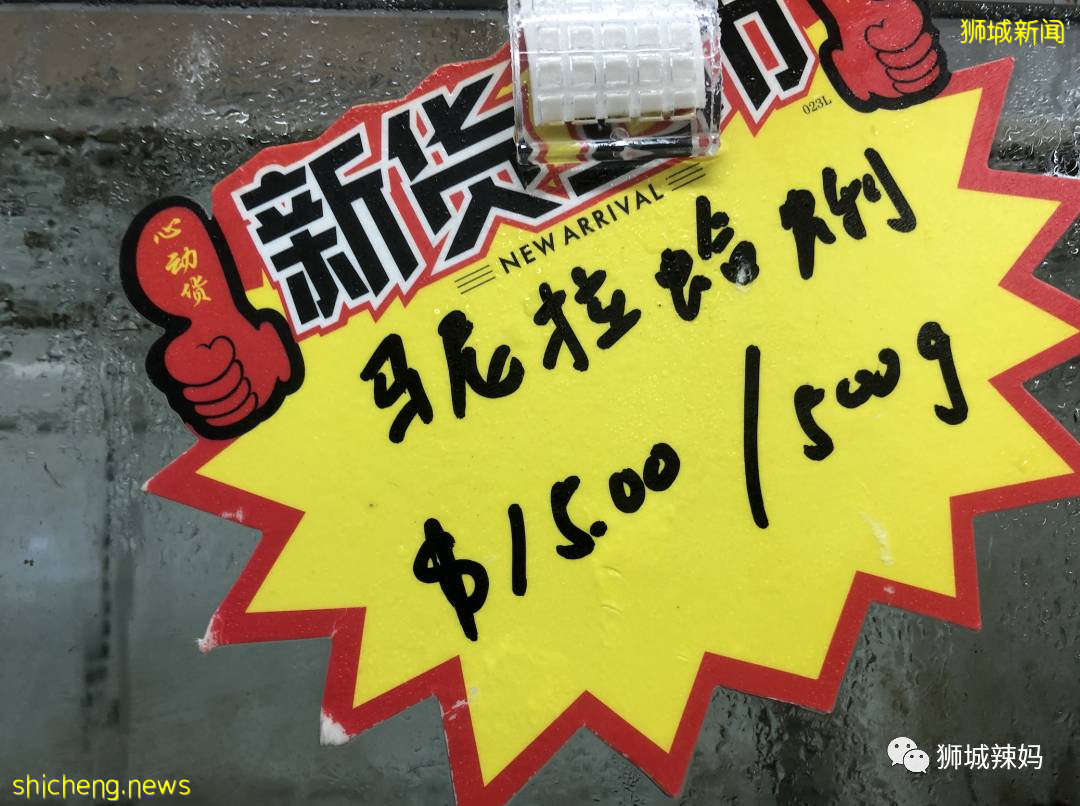 狮城新闻
023L
新货
NEW ARRIVAL
心动货
马尼拉蛤
$15.00 / 500g
狮城辣妈
shicheng.news